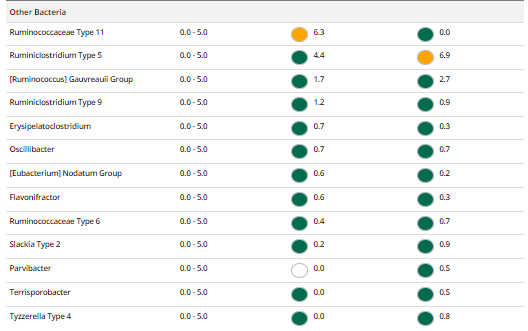 Other Bacteria
Ruminococcaceae Type 11 0.0 - 5.0 6.3 0.0
Ruminiclostridium Type 5 0.0 - 5.0 4.4 6.9
[Ruminococcus] Gauvreauii Group 0.0 - 5.0 1.7 2.7
Ruminiclostridium Type 9 0.0 - 5.0 1.2 0.9
Erysipelatoclostridium 0.0 - 5.0 0.7 0.3
Oscillibacter 0.0 - 5.0 0.7 0.7
[Eubacterium] Nodatum Group 0.0 - 5.0 0.6 0.2
Flavonifractor 0.0 - 5.0 0.6 0.3
Ruminococcaceae Type 6 0.0 - 5.0 0.4 0.7
Slackia Type 2 0.0 - 5.0 0.2 0.9
Parvibacter 0.0 - 5.0 0.0 0.5
Terrisporobacter 0.0 - 5.0 0.0 0.5
Tyzzerella Type 4 0.0 - 5.0 0.0 0.8